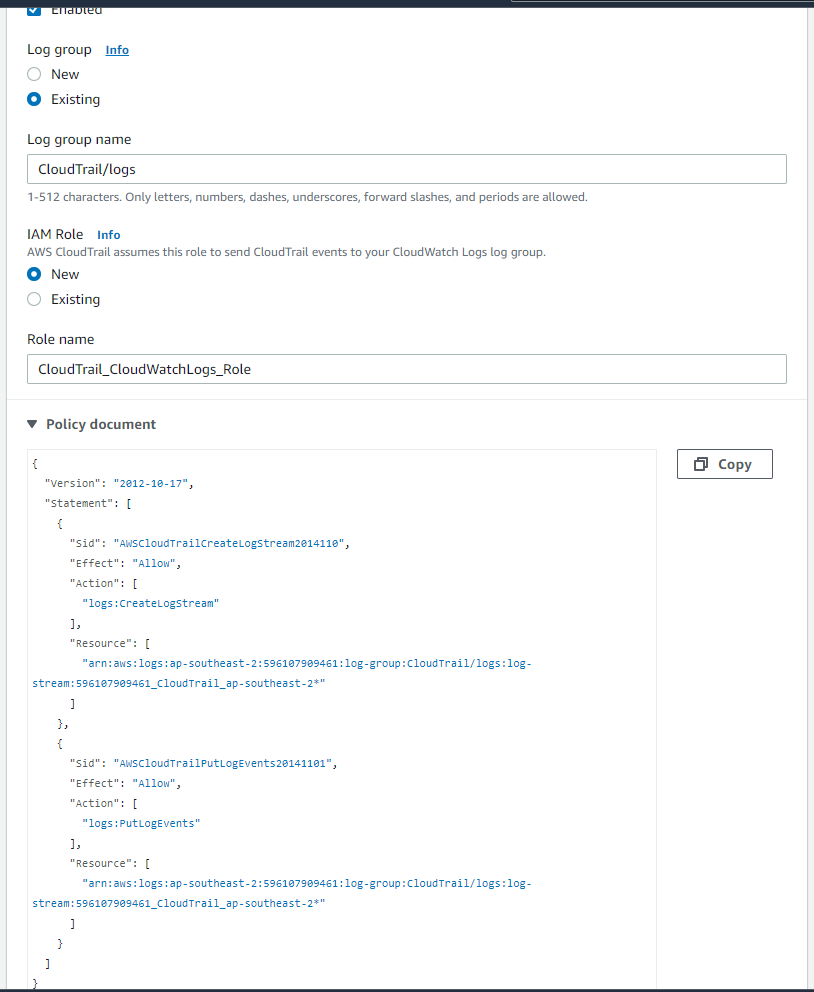 Enabled
Log group Info
New
Existing
Log group name
CloudTrail/logs
1-512 characters. Only letters, numbers, dashes, underscores, forward slashes, and periods are allowed.
IAM Role Info
AWS CloudTrail assumes this role to send CloudTrail events to your CloudWatch Logs log group.
New
Existing
Role name
CloudTrail_CloudWatchLogs_Role
Policy document
Copy
{
"Version": "2012-10-17",
"Statement": [
{
"Sid": "AWSCloudTrailCreateLogStream2014110",
"Effect": "Allow",
"Action": [
"logs:CreateLogStream"
],
"Resource": [
"arn:aws:logs:ap-southeast-2:596107909461:log-group:CloudTrail/logs:log-
stream:596107909461_CloudTrail_ap-southeast-2*"
]
},
{
"Sid": "AWSCloudTrailPutLogEvents20141101",
"Effect": "Allow",
"Action": [
"logs:PutLogEvents"
],
"Resource": [
"arn:aws:logs:ap-southeast-2:596107909461:log-group:CloudTrail/logs:log-
stream:596107909461_CloudTrail_ap-southeast-2*"
]
}
]
}